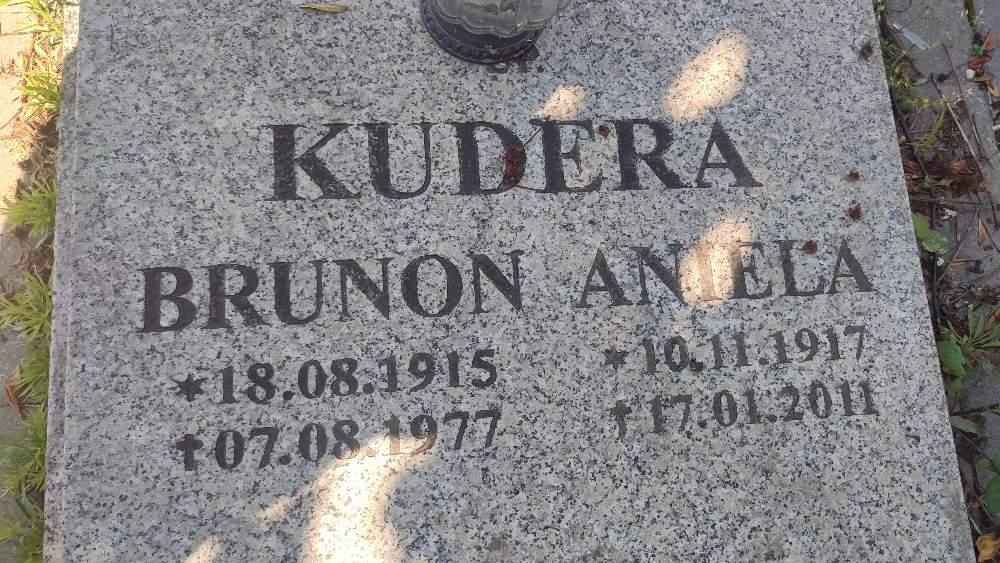 KUDERA
BRUNON ANIELA
*18.08.1915 *10.11.1917
†07.08.1977 †17.01.2011